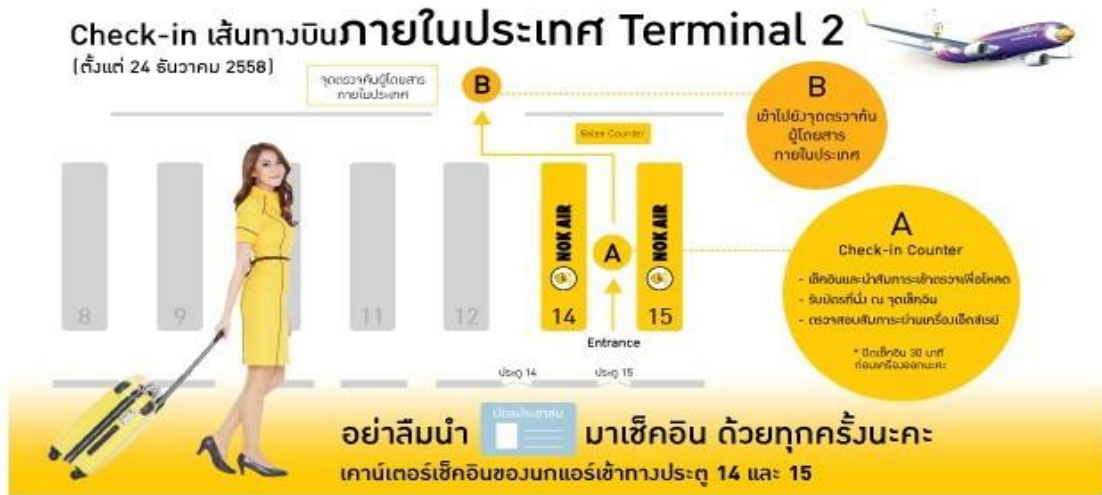 Check-in เส้นทางบินภายในประเทศ Terminal 2
(ตั้งแต่ 24 ธันวาคม 2558)
จุดตรวจค้นผู้โดยสาร
ภายในประเทศ
B
B
เข้าไปยังจุดตรวจค้น
ผู้โดยสาร
ภายในประเทศ
Sales Counter
NOK AIR
NOK AIR
A
A
Check-in Counter
- เช็คอินและนำสัมภาระเข้าตรวจเพื่อโหลด
- รับบัตรที่นั่ง ณ จุดเช็คอิน
- ตรวจสอบสัมภาระผ่านเครื่องเอ็กซ์เรย์
* ปิดเช็คอิน 30 นาที
ก่อนเครื่องออกนะคะ
8
9
11
12
14
15
Entrance
ประตู 14
ประตู 15
อย่าลืมนำ บัตรประชาชน มาเช็คอิน ด้วยทุกครั้งนะคะ
เคาน์เตอร์เช็คอินของนกแอร์เข้าทางประตู 14 และ 15